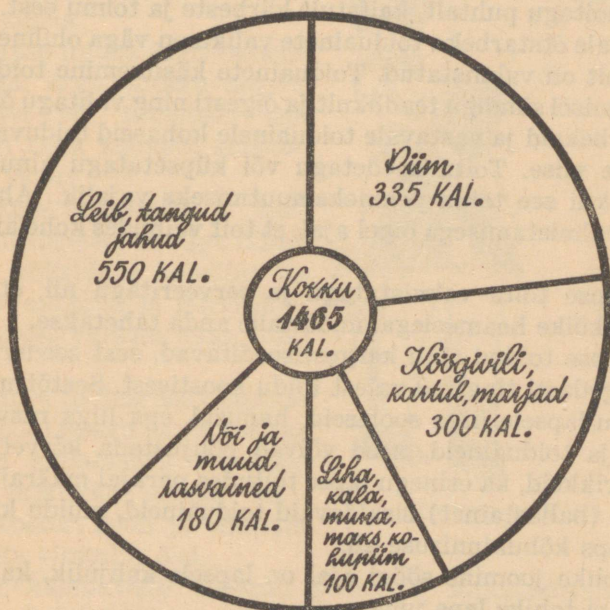 Piim
335 KAL.
Leib, tangud
jahud
550 KAL.
Kokku
1465
KAL.
Köögivili,
kartul, marjad
300 KAL.
Või ja
muud
rasvained
180 KAL.
Liha,
kala,
muna,
maks, ko-
hupiim
100 KAL.